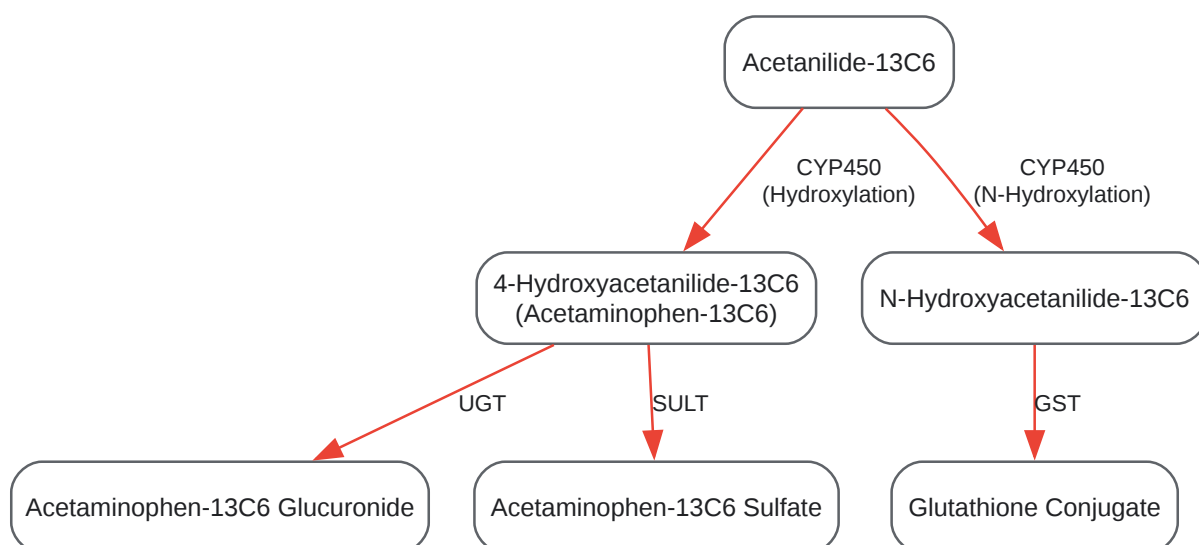 Acetanilide-13C6
CYP450
(Hydroxylation)
CYP450
(N-Hydroxylation)
4-Hydroxyacetanilide-13C6
(Acetaminophen-13C6)
N-Hydroxyacetanilide-13C6
UGT
SULT
GST
Acetaminophen-13C6 Glucuronide
Acetaminophen-13C6 Sulfate
Glutathione Conjugate